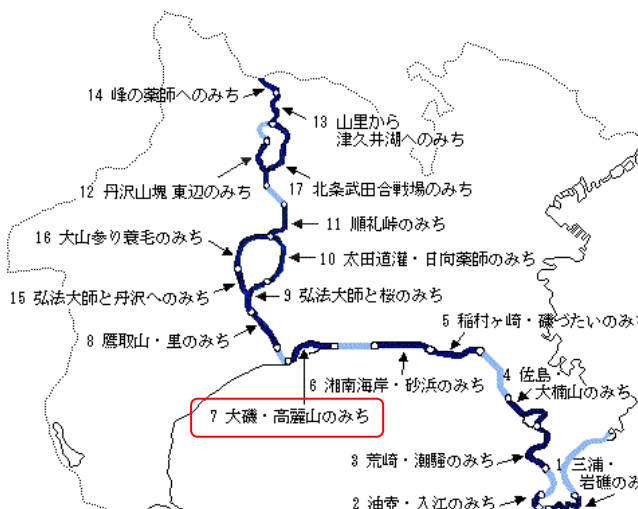 14 峰の薬師へのみち
13 山里から
津久井湖へのみち
12 丹沢山塊 東辺のみち
17 北条武田合戦場のみち
11 順礼峠のみち
16 大山参り蓑毛のみち
10 太田道灌・日向薬師のみち
15 弘法大師と丹沢へのみち
9 弘法大師と桜のみち
8 鷹取山・里のみち
5 稲村ヶ崎・磯づたいのみち
4 佐島・
大楠山のみち
6 湘南海岸・砂浜のみち
7 大磯・高麗山のみち
3 荒崎・潮騒のみち
1 三浦・
岩礁のみ
2 油壺・入江のみち